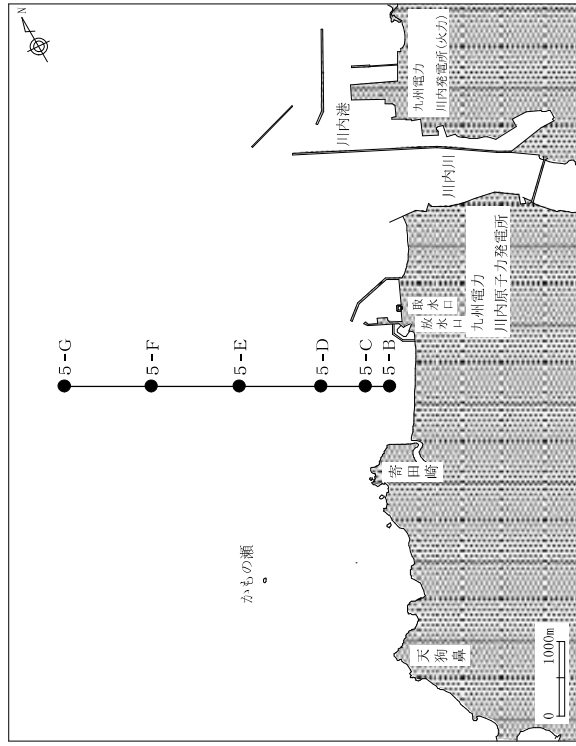 N
川内港
九州電力
川内発電所(火力)
川内川
九州電力
川内原子力発電所
取水口
放水口
5-G
5-F
5-E
5-D
5-C
5-B
寄田崎
かもの瀬
天狗鼻
0 1000m